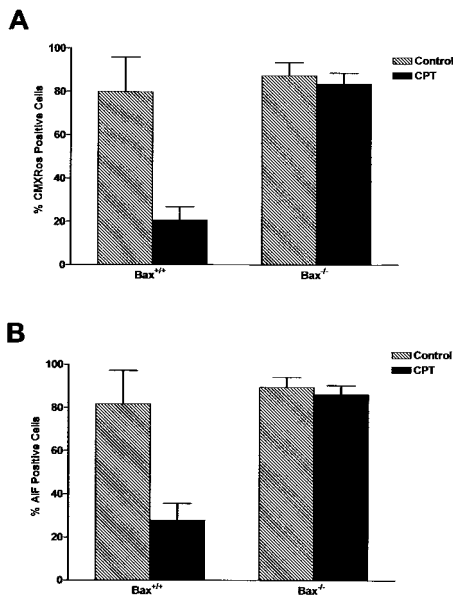 A
% CMXRos Positive Cells
100
80
60
40
20
0
Control
CPT
Bax+/+
Bax-/-
B
% AIF Positive Cells
100
80
60
40
20
0
Control
CPT
Bax+/+
Bax-/-